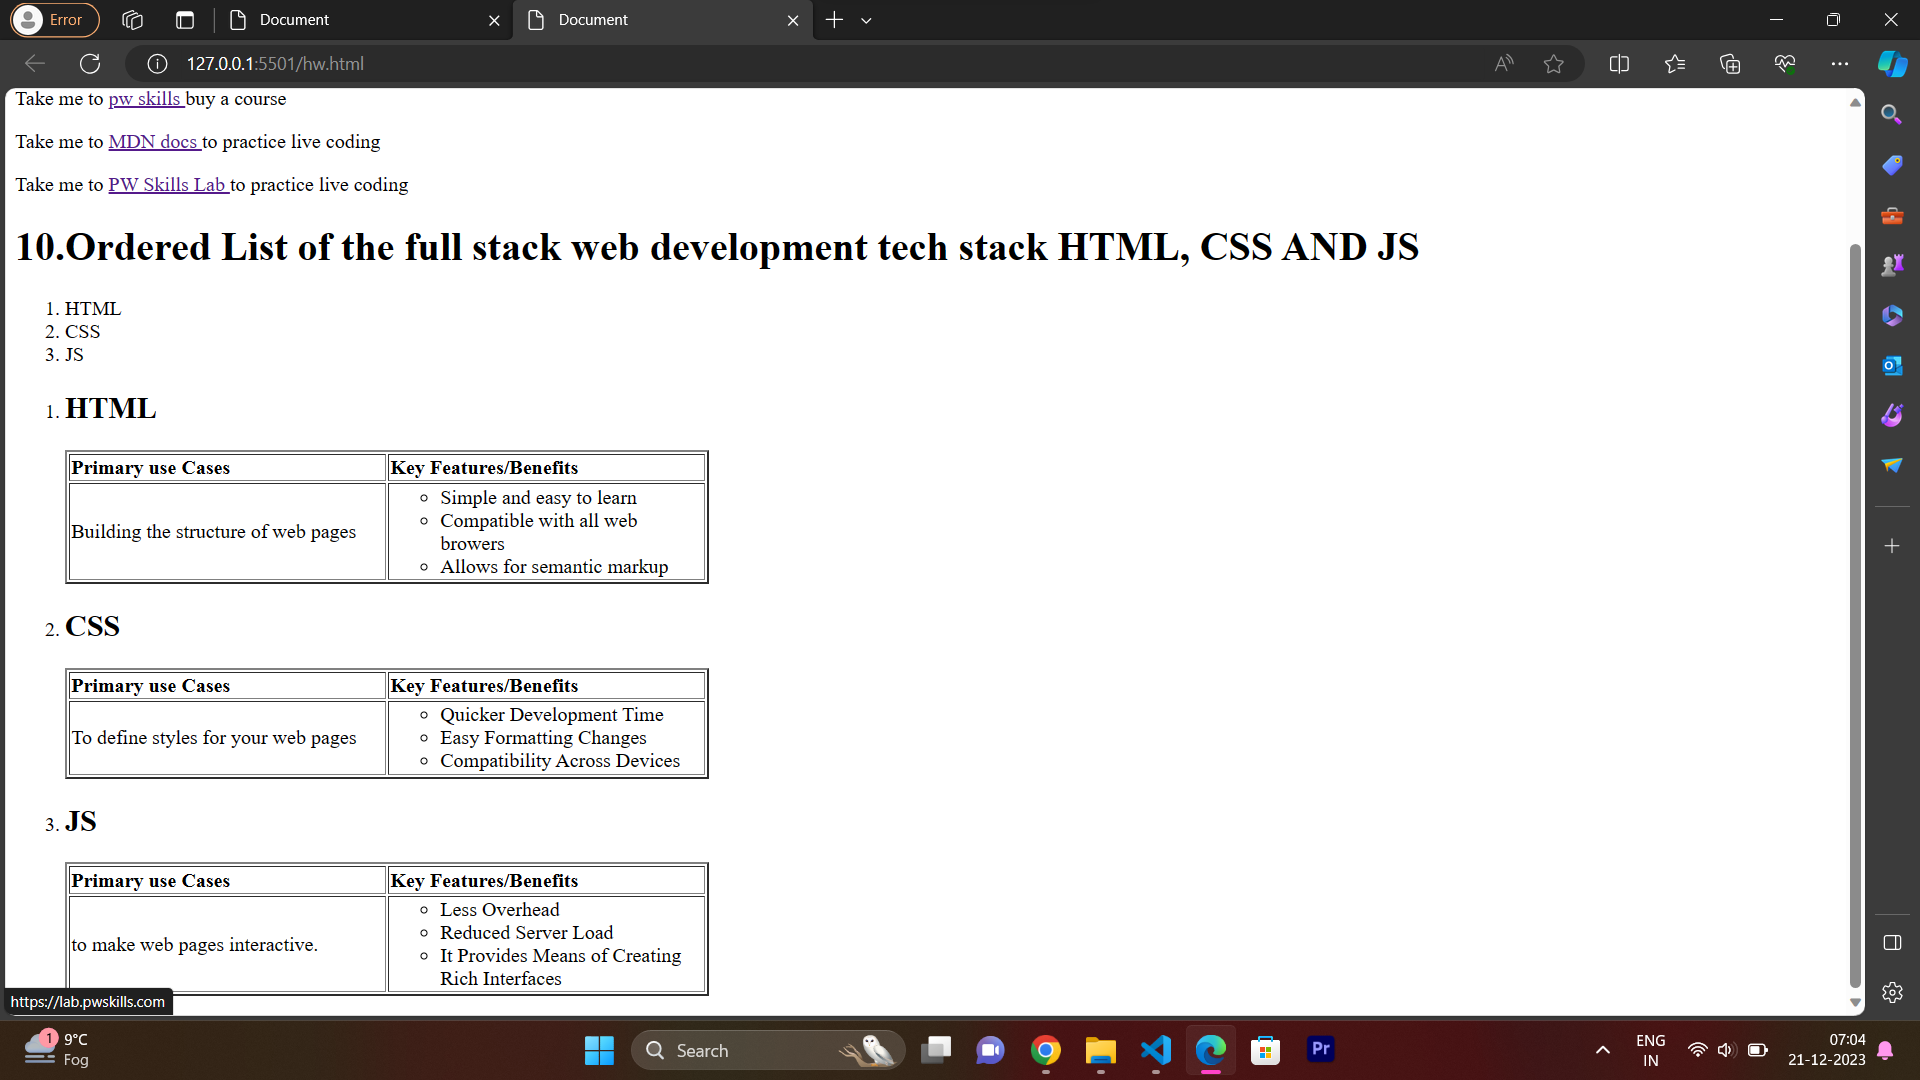 Error
Document
Document
127.0.0.1:5501/hw.html
Take me to pw skills buy a course
Take me to MDN docs to practice live coding
Take me to PW Skills Lab to practice live coding
10.Ordered List of the full stack web development tech stack HTML, CSS AND JS
1. HTML
2. CSS
3. JS
1. HTML
Primary use Cases
Key Features/Benefits
Building the structure of web pages
Simple and easy to learn
Compatible with all web
browers
Allows for semantic markup
2. CSS
Primary use Cases
Key Features/Benefits
To define styles for your web pages
Quicker Development Time
Easy Formatting Changes
Compatibility Across Devices
3. JS
Primary use Cases
Key Features/Benefits
to make web pages interactive.
Less Overhead
Reduced Server Load
It Provides Means of Creating
Rich Interfaces
https://lab.pwskills.com
1
9°C
Fog
Search
Pr
ENG
IN
07:04
21-12-2023